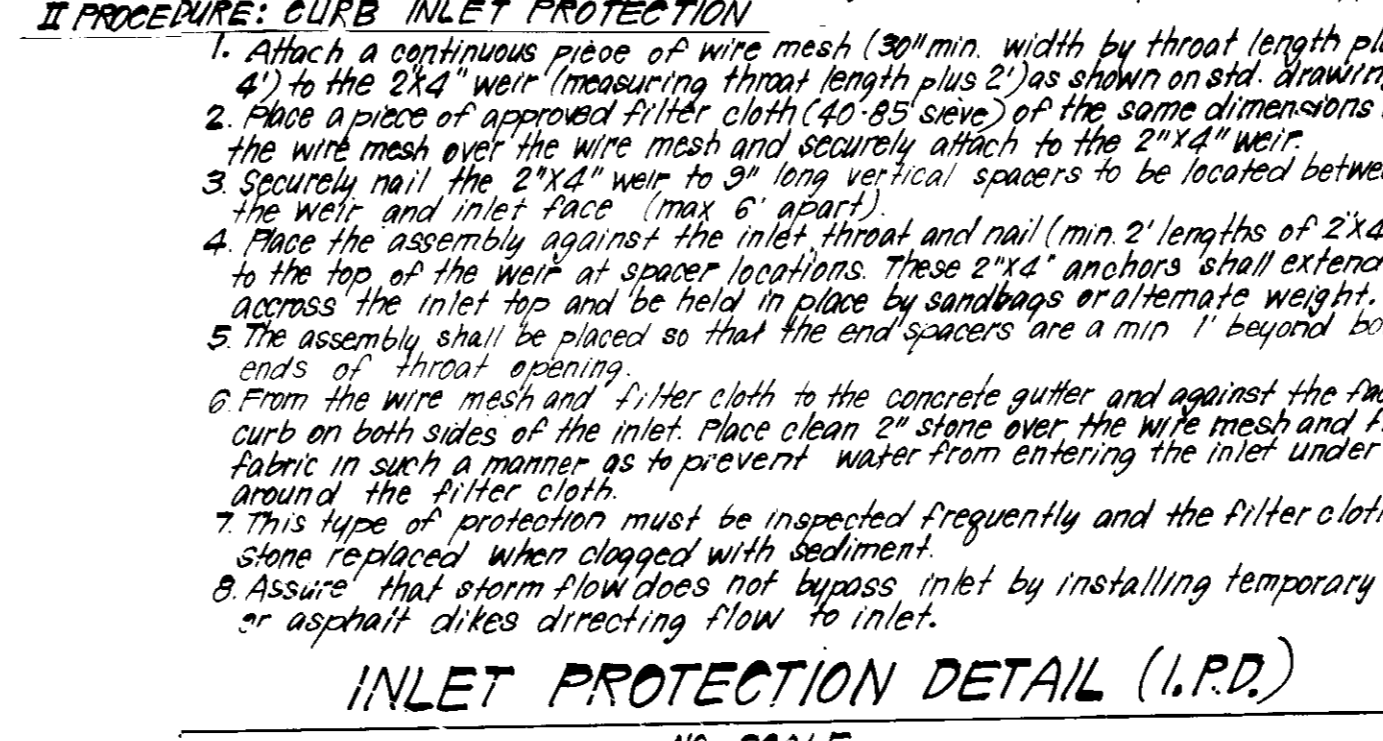 II PROCEDURE: CURB INLET PROTECTION
1. Attach a continuous piece of wire mesh (30" min. width by throat length pl
4') to the 2"x4" weir (measuring throat length plus 2') as shown on std. drawin
2. Place a piece of approved filter cloth (40-85 sieve) of the same dimensions
the wire mesh over the wire mesh and securely attach to the 2"X4" weir.
3. Securely nail the 2"X4" weir to 9" long vertical spacers to be located betwe
the weir and inlet face (max 6' apart).
4. Place the assembly against the inlet throat and nail (min. 2' lengths of 2"X4
to the top of the weir at spacer locations. These 2"x4" anchors shall extend
accross the inlet top and be held in place by sandbags or alternate weight.
5. The assembly shall be placed so that the end spacers are a min 1' beyond bo
ends of throat opening.
6. From the wire mesh and filter cloth to the concrete gutter and against the fac
curb on both sides of the inlet. Place clean 2" stone over the wire mesh and f
fabric in such a manner as to prevent water from entering the inlet under
around the filter cloth.
7. This type of protection must be inspected frequently and the filter cloth
stone replaced when clogged with sediment.
8. Assure that storm flow does not bypass inlet by installing temporary
or asphalt dikes directing flow to inlet.
INLET PROTECTION DETAIL (I.P.D.)